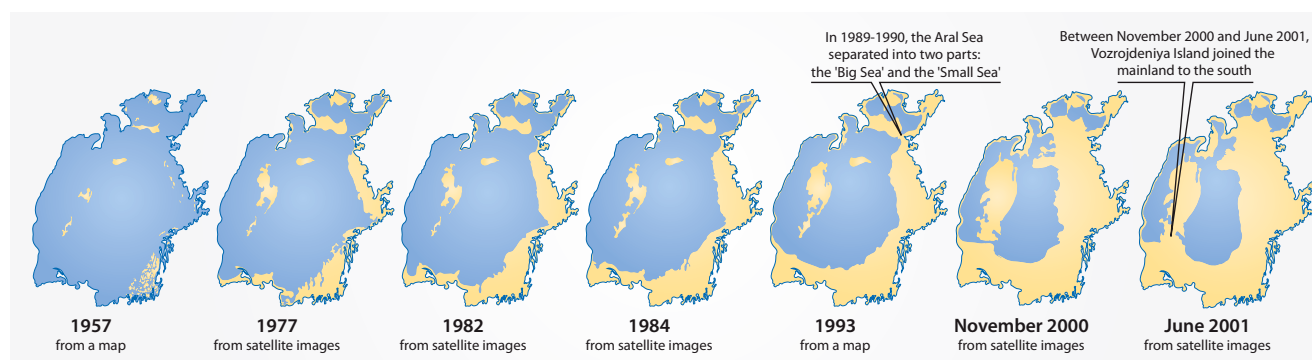 In 1989-1990, the Aral Sea
separated into two parts:
the 'Big Sea' and the 'Small Sea'
Between November 2000 and June 2001,
Vozrojdeniya Island joined the
mainland to the south
1957
from a map
1977
from satellite images
1982
from satellite images
1984
from satellite images
1993
from a map
November 2000
from satellite images
June 2001
from satellite images